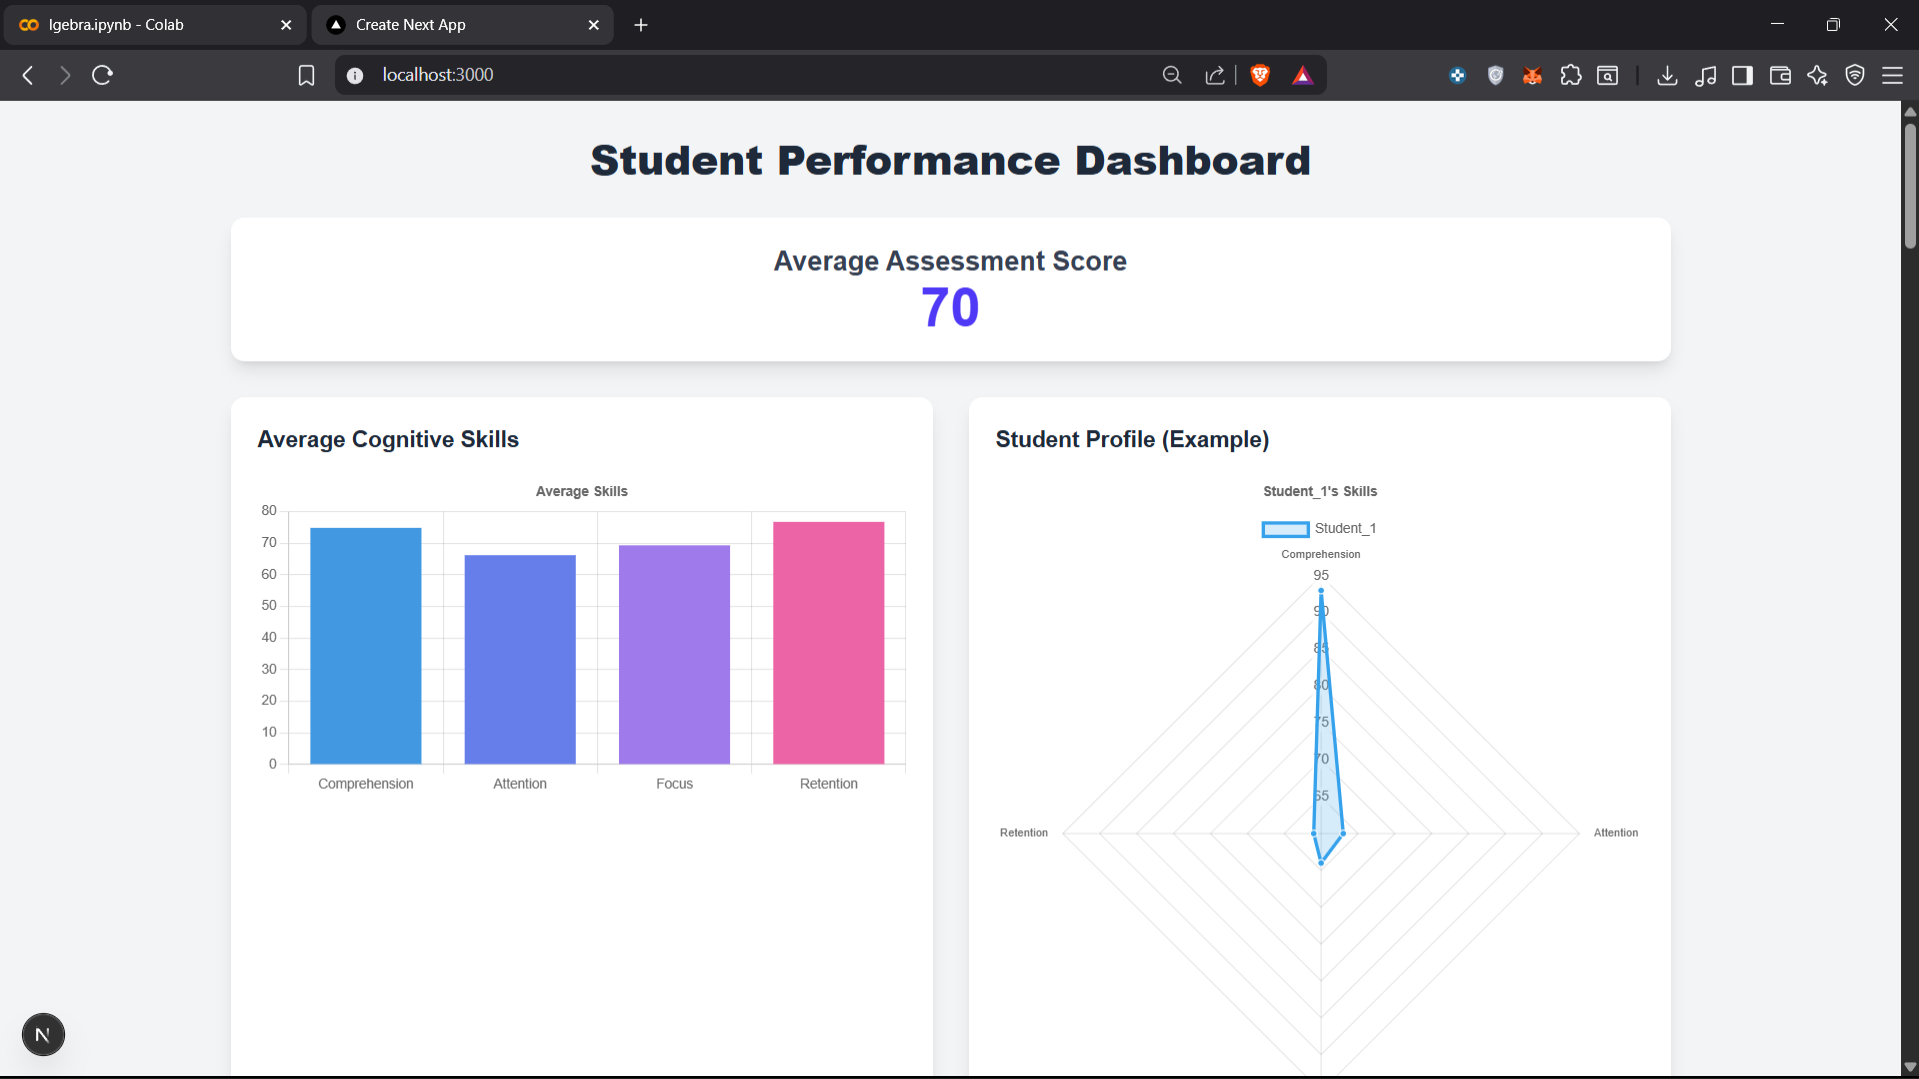 lgebra.ipynb - Colab
Create Next App
localhost:3000
Student Performance Dashboard
Average Assessment Score
70
Average Cognitive Skills
Average Skills
80
70
60
50
40
30
20
10
0
Comprehension Attention Focus Retention
Student Profile (Example)
Student_1's Skills
Student_1
Comprehension
95
90
85
80
75
70
65
Retention
Attention
N